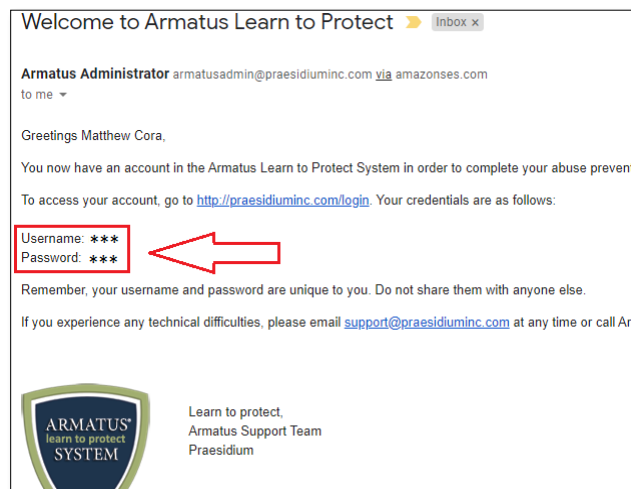 Welcome to Armatus Learn to Protect Inbox x
Armatus Administrator armatusadmin@praesidiuminc.com via amazonses.com
to me
Greetings Matthew Cora,
You now have an account in the Armatus Learn to Protect System in order to complete your abuse prevent
To access your account, go to http://praesidiuminc.com/login. Your credentials are as follows:
Username: ***
Password: ***
Remember, your username and password are unique to you. Do not share them with anyone else.
If you experience any technical difficulties, please email support@praesidiuminc.com at any time or call Ar
ARMATUS®
learn to protect
SYSTEM
Learn to protect,
Armatus Support Team
Praesidium